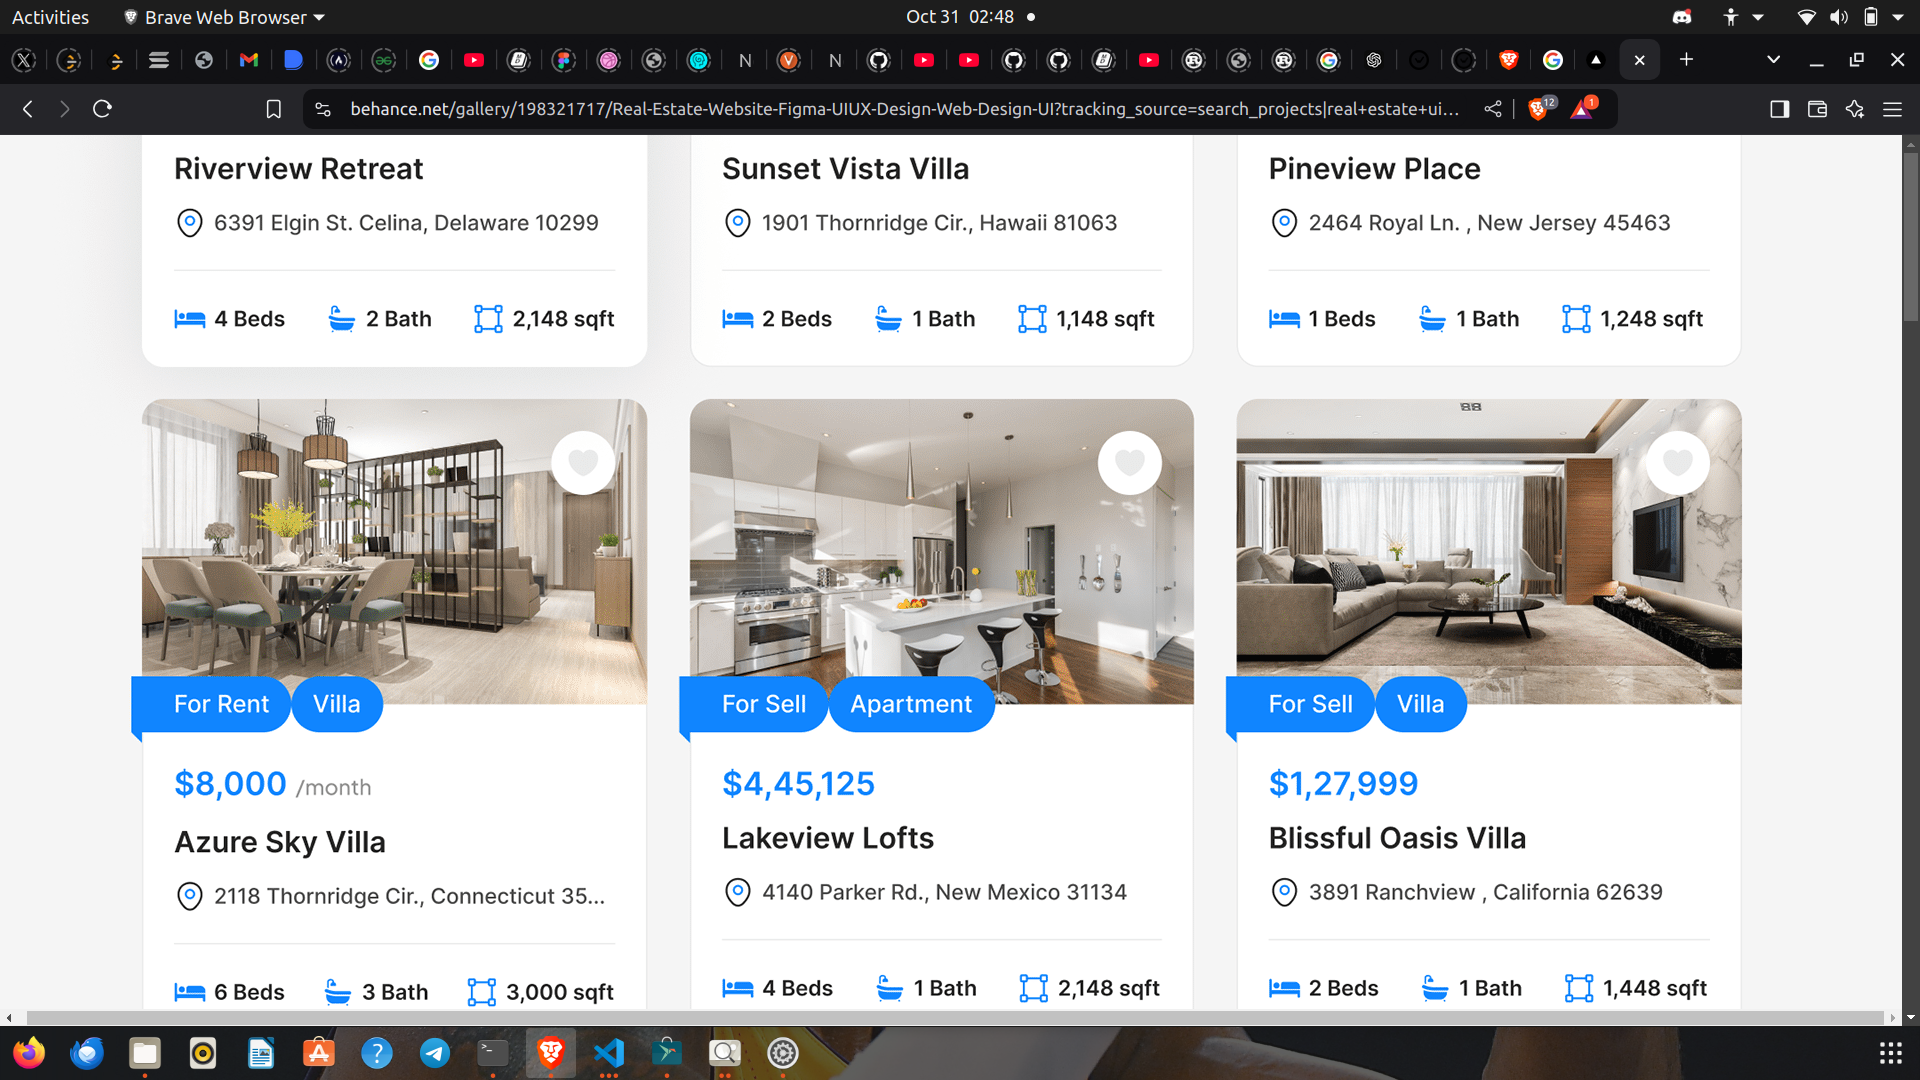 Activities
Brave Web Browser
Oct 31 02:48
behance.net/gallery/198321717/Real-Estate-Website-Figma-UIUX-Design-Web-Design-UI?tracking_source=search_projects|real+estate+ui...
12
1
Riverview Retreat
6391 Elgin St. Celina, Delaware 10299
4 Beds
2 Bath
2,148 sqft
Sunset Vista Villa
1901 Thornridge Cir., Hawaii 81063
2 Beds
1 Bath
1,148 sqft
Pineview Place
2464 Royal Ln. , New Jersey 45463
1 Beds
1 Bath
1,248 sqft
For Rent
Villa
$8,000 /month
Azure Sky Villa
2118 Thornridge Cir., Connecticut 35...
6 Beds
3 Bath
3,000 sqft
For Sell
Apartment
$4,45,125
Lakeview Lofts
4140 Parker Rd., New Mexico 31134
4 Beds
1 Bath
2,148 sqft
For Sell
Villa
$1,27,999
Blissful Oasis Villa
3891 Ranchview , California 62639
2 Beds
1 Bath
1,448 sqft